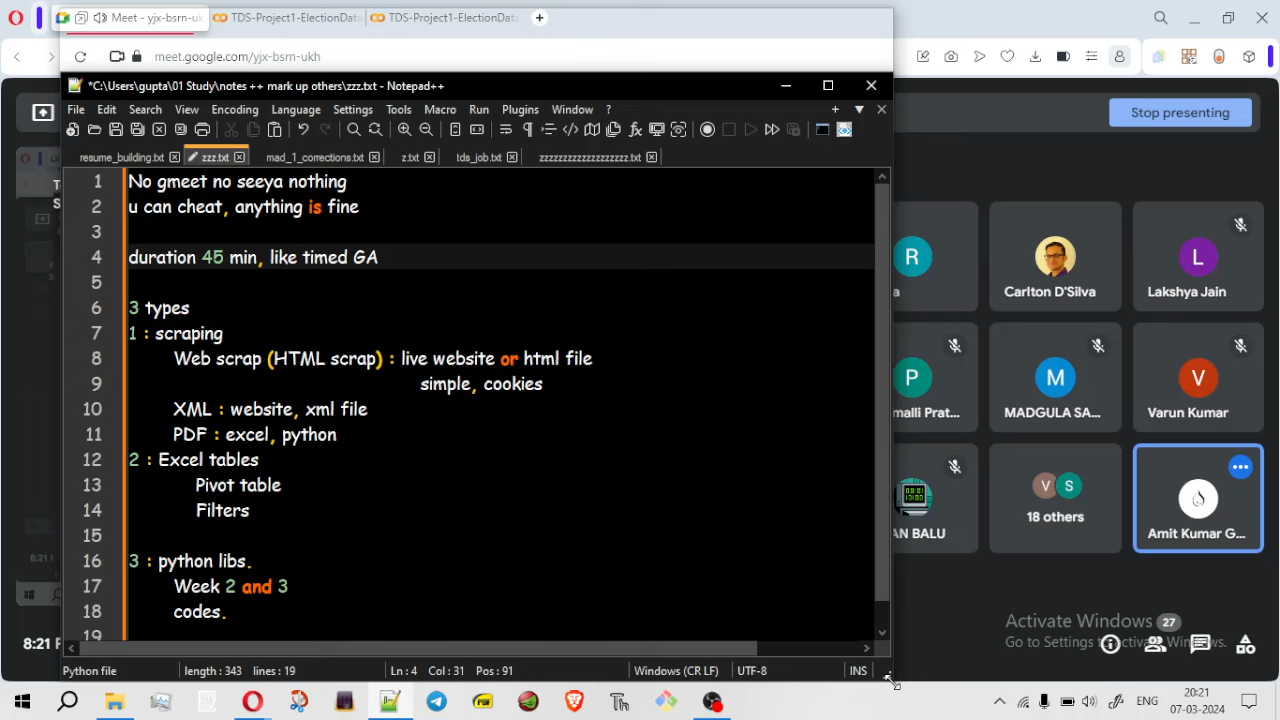 Meet - yjx-bsrn-uk
TDS-Project1-ElectionData
TDS-Project1-ElectionData
meet.google.com/yjx-bsrn-ukh
*C:\Users\gupta\01 Study\notes ++ mark up others\zzz.txt - Notepad++
File Edit Search View Encoding Language Settings Tools Macro Run Plugins Window ?
resume_building.txt zzz.txt mad_1_corrections.txt z.txt tds_job.txt zzzzzzzzzzzzzzzzzzz.txt
1 No gmeet no seeya nothing
2 u can cheat, anything is fine
3
4 duration 45 min, like timed GA
5
6 3 types
7 1 : scraping
8 Web scrap (HTML scrap) : live website or html file
9 simple, cookies
10 XML : website, xml file
11 PDF : excel, python
12 2 : Excel tables
13 Pivot table
14 Filters
15
16 3 : python libs.
17 Week 2 and 3
18 codes.
19
Python file length : 343 lines : 19 Ln : 4 Col : 31 Pos : 91 Windows (CR LF) UTF-8 INS
Stop presenting
R
a
Carlton D'Silva
L
Lakshya Jain
P
malli Prat...
M
MADGULA SA...
V
Varun Kumar
AN BALU
V S
18 others
Amit Kumar G...
Activate Windows
Go to Settings to activate Windows.
27
8:21 P
8:21
ENG
20:21
07-03-2024